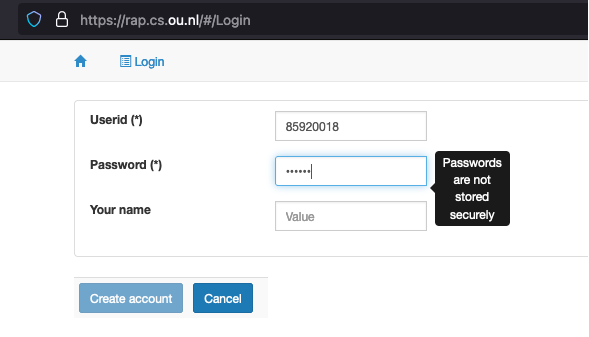 https://rap.cs.ou.nl/#/Login
Login
Userid (*)
85920018
Password (*)
••••••
Passwords
are not
stored
securely
Your name
Value
Create account
Cancel